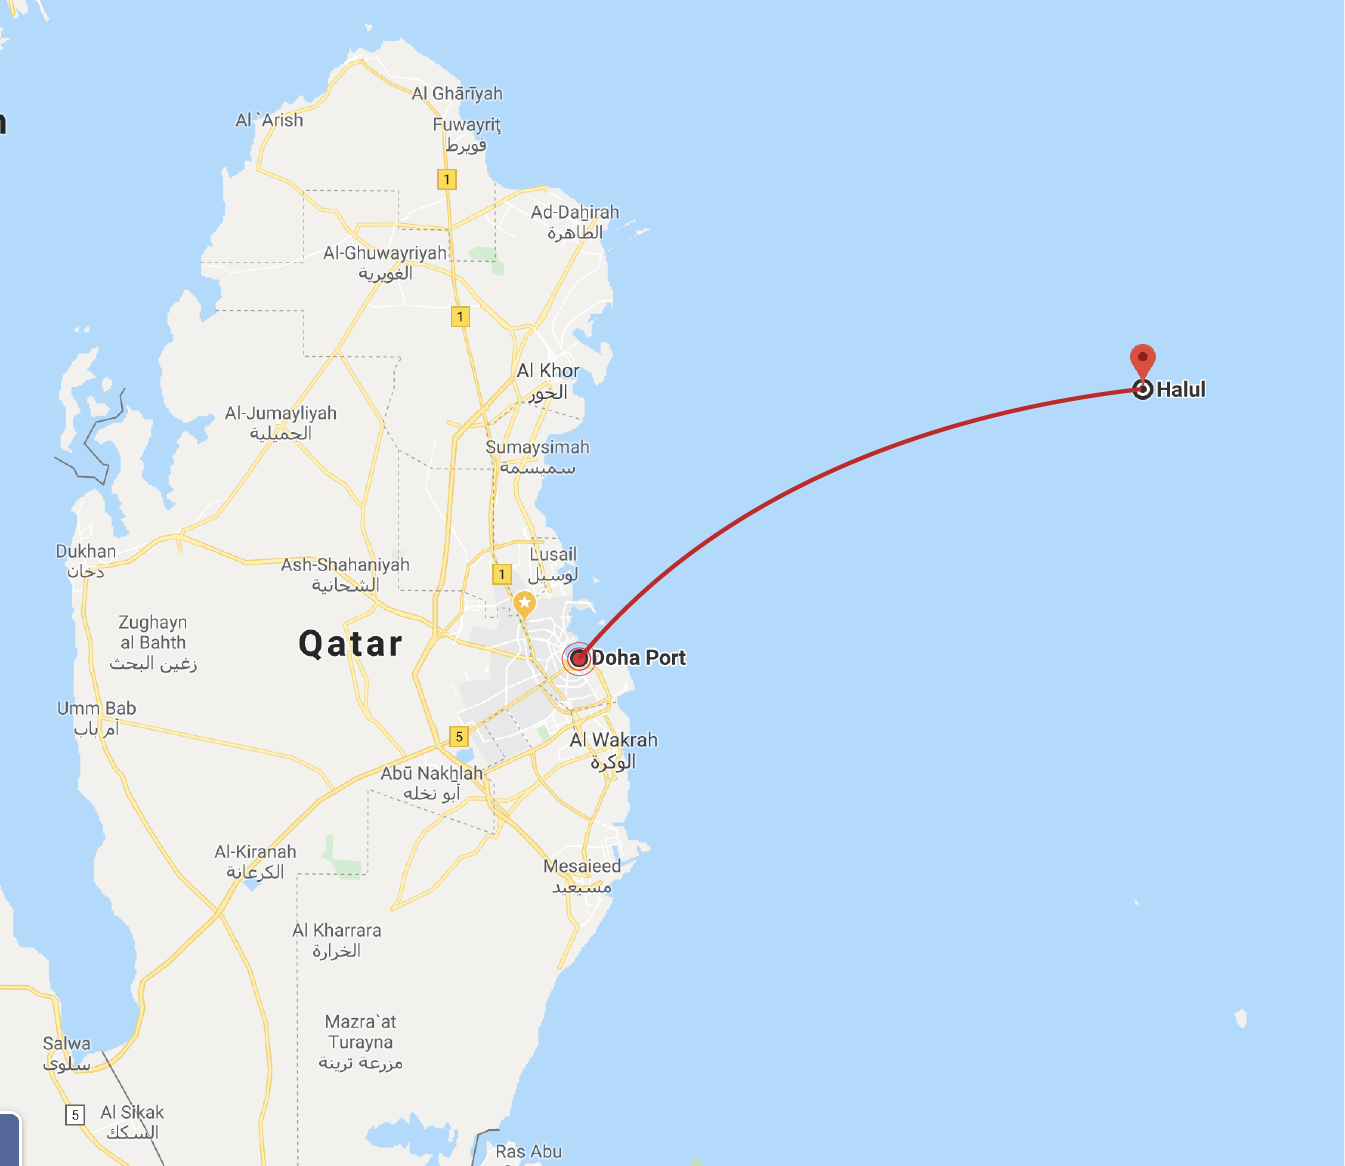 Al Ghārīyah
Al `Arish
Fuwayriţ
فويرط
1
Ad-Dahirah
الظاهرة
Al-Ghuwayriyah
الغويرية
1
Halul
Al Khor
الخور
Al-Jumayliyah
الجميلية
Sumaysimah
سميسمة
Dukhan
دخان
Ash-Shahaniyah
الشحانية
Lusail
لوسيل
1
Zughayn
al Bahth
زغين البحث
Qatar
Doha Port
Umm Bab
أم باب
5
Al Wakrah
الوكرة
Abū Nakhlah
أبو نخله
Al-Kiranah
الكرعانة
Mesaieed
مسيعيد
Al Kharrara
الخرارة
Mazra`at
Turayna
مزرعة ترينة
Salwa
سلوى
5
Al Sikak
السكك
Ras Abu